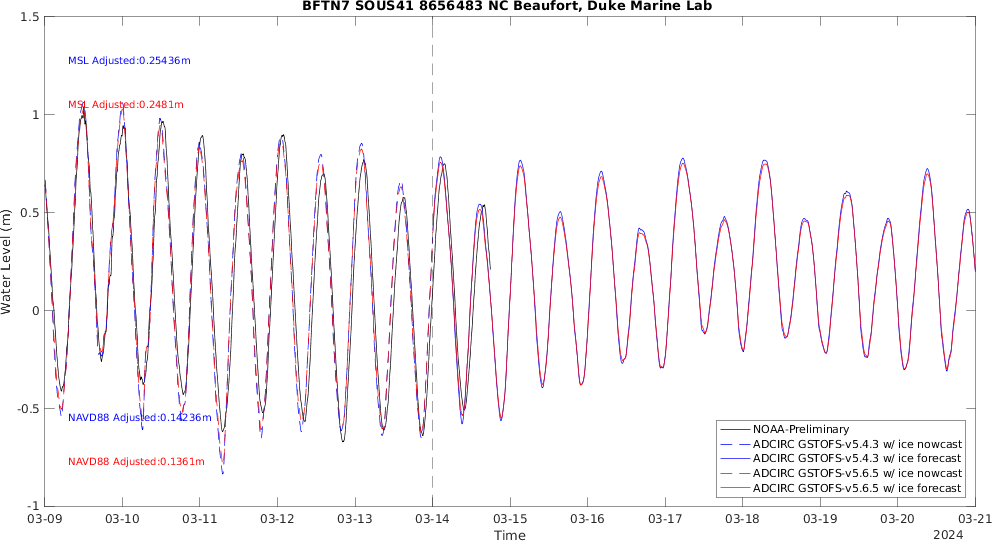 BFTN7 SOUS41 8656483 NC Beaufort, Duke Marine Lab
1.5
MSL Adjusted:0.25436m
MSL Adjusted:0.2481m
1
0.5
Water Level (m)
0
-0.5
NAVD88 Adjusted:0.14236m
NAVD88 Adjusted:0.1361m
NOAA-Preliminary
ADCIRC GSTOFS-v5.4.3 w/ ice nowcast
ADCIRC GSTOFS-v5.4.3 w/ ice forecast
ADCIRC GSTOFS-v5.6.5 w/ ice nowcast
ADCIRC GSTOFS-v5.6.5 w/ ice forecast
-1
03-09 03-10 03-11 03-12 03-13 03-14 03-15 03-16 03-17 03-18 03-19 03-20 03-21
Time
2024